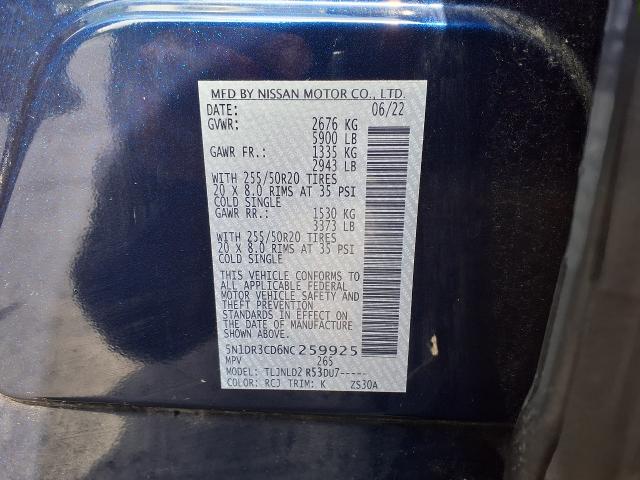 MFD BY NISSAN MOTOR CO., LTD.
DATE: 06/22
GVWR: 2676 KG
5900 LB
GAWR FR.: 1335 KG
2943 LB
WITH 255/50R20 TIRES
20 X 8.0 RIMS AT 35 PSI
COLD SINGLE
GAWR RR.: 1530 KG
3373 LB
WITH 255/50R20 TIRES
20 X 8.0 RIMS AT 35 PSI
COLD SINGLE
THIS VEHICLE CONFORMS TO
ALL APPLICABLE FEDERAL
MOTOR VEHICLE SAFETY AND
THEFT PREVENTION
STANDARDS IN EFFECT ON
THE DATE OF MANUFACTURE
SHOWN ABOVE.
5N1DR3CD6NC259925
MPV 265
MODEL: TLJNLD2 R53DU7-----
COLOR: RCJ TRIM: K ZS30A